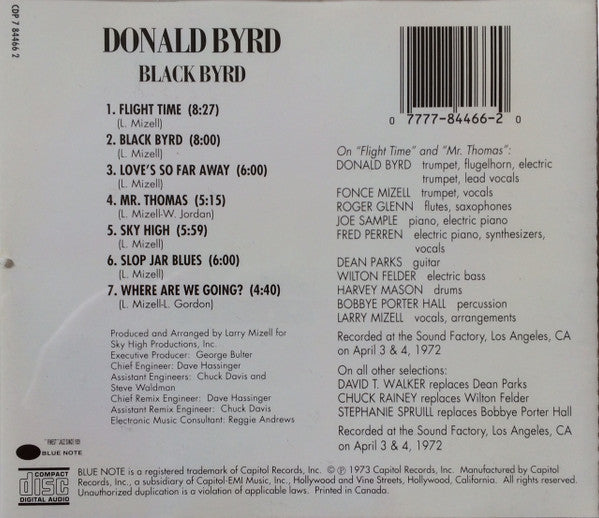 CDP 7 84466 2
DONALD BYRD
BLACK BYRD
1. FLIGHT TIME (8:27)
(L. Mizell)
2. BLACK BYRD (8:00)
(L. Mizell)
3. LOVE'S SO FAR AWAY (6:00)
(L. Mizell)
4. MR. THOMAS (5:15)
(L. Mizell-W. Jordan)
5. SKY HIGH (5:59)
(L. Mizell)
6. SLOP JAR BLUES (6:00)
(L. Mizell)
7. WHERE ARE WE GOING? (4:40)
(L. Mizell-L. Gordon)
Produced and Arranged by Larry Mizell for
Sky High Productions, Inc.
Executive Producer: George Bulter
Chief Engineer: Dave Hassinger
Assistant Engineers: Chuck Davis and
Steve Waldman
Chief Remix Engineer: Dave Hassinger
Assistant Remix Engineer: Chuck Davis
Electronic Music Consultant: Reggie Andrews
0 7777-84466-2 0
On "Flight Time" and "Mr. Thomas":
DONALD BYRD trumpet, flugelhorn, electric
trumpet, lead vocals
FONCE MIZELL trumpet, vocals
ROGER GLENN flutes, saxophones
JOE SAMPLE piano, electric piano
FRED PERREN electric piano, synthesizers,
vocals
DEAN PARKS guitar
WILTON FELDER electric bass
HARVEY MASON drums
BOBBYE PORTER HALL percussion
LARRY MIZELL vocals, arrangements
Recorded at the Sound Factory, Los Angeles, CA
on April 3 & 4, 1972
On all other selections:
DAVID T. WALKER replaces Dean Parks
CHUCK RAINEY replaces Wilton Felder
STEPHANIE SPRUILL replaces Bobbye Porter Hall
Recorded at the Sound Factory, Los Angeles, CA
on April 3 & 4, 1972
"FINEST" JAZZ SINCE 1939
BLUE NOTE
COMPACT
disc
DIGITAL AUDIO
BLUE NOTE is a registered trademark of Capitol Records, Inc. © ℗ 1973 Capitol Records, Inc. Manufactured by Capitol
Records, Inc., a subsidiary of Capitol-EMI Music, Inc., Hollywood and Vine Streets, Hollywood, California. All rights reserved.
Unauthorized duplication is a violation of applicable laws. Printed in Canada.